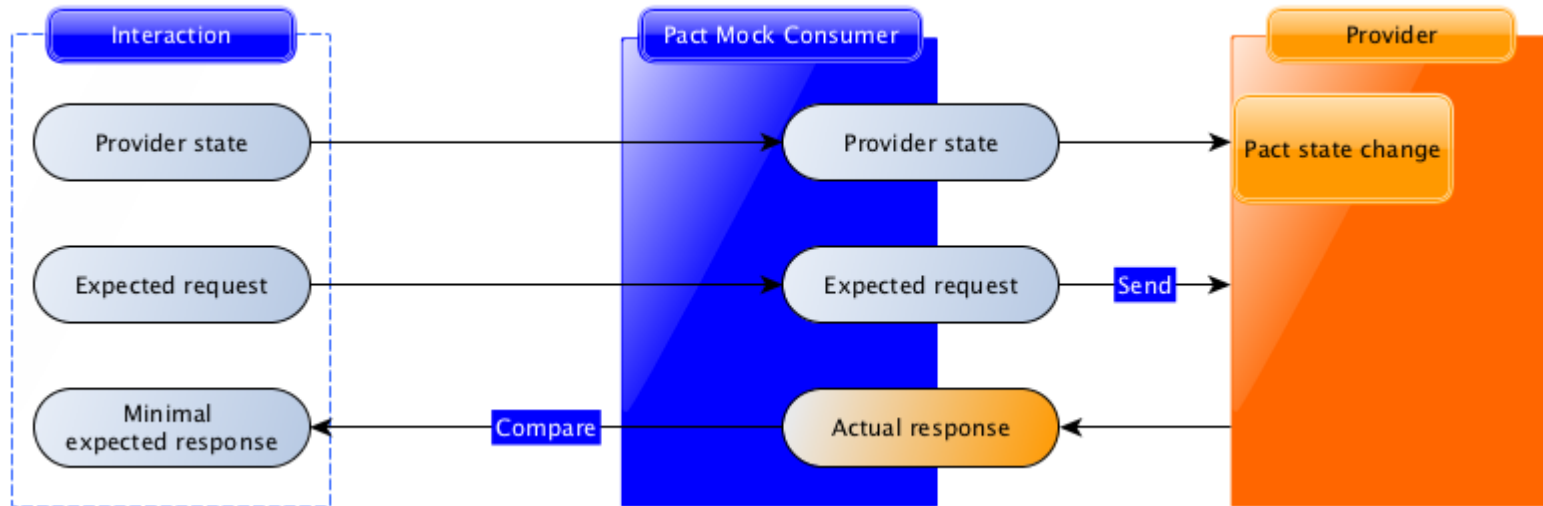 Interaction
Pact Mock Consumer
Provider
Provider state
Provider state
Pact state change
Expected request
Expected request
Send
Minimal
expected response
Compare
Actual response